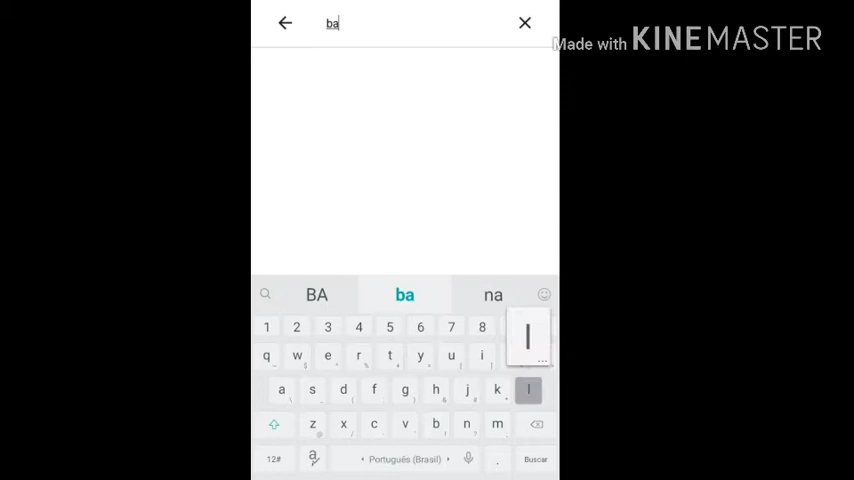 ba
Made with KINEMASTER
BA ba na
1 2 3 4 5 6 7 8
q w e r t y u i
l
a s d f g h j k l
z x c v b n m
12# Português (Brasil) . Buscar